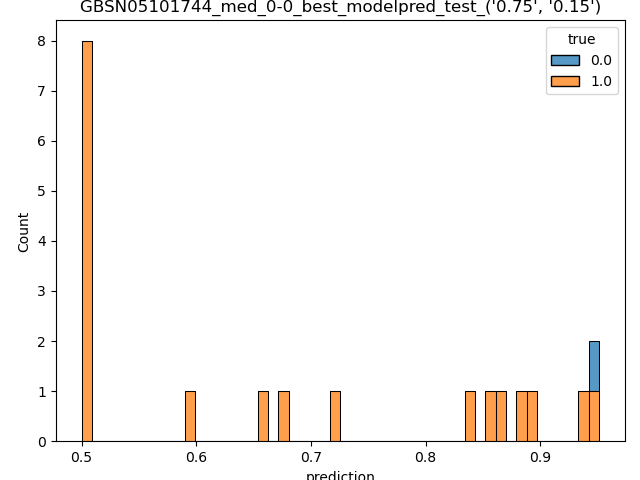 GBSN05101744_med_0-0_best_modelpred_test_('0.75', '0.15')
true
0.0
1.0
8
7
6
5
4
3
2
1
0
Count
0.5 0.6 0.7 0.8 0.9
prediction